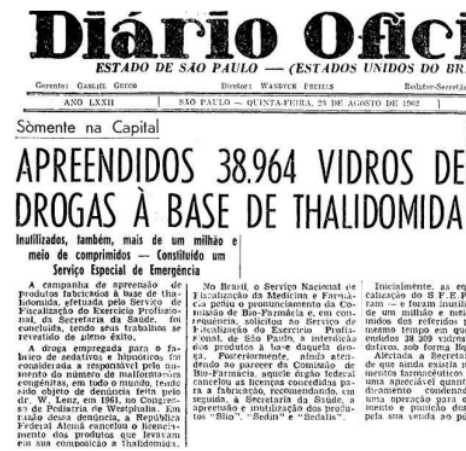 Diário Ofici
ESTADO DE SÃO PAULO — (ESTADOS UNIDOS DO BR
Gerente: GABRIEL GRECO Diretor: WANDYCK FREITAS Redator-Secretá
ANO LXXII SÃO PAULO — QUINTA-FEIRA, 23 DE AGOSTO DE 1962
Sòmente na Capital
APREENDIDOS 38.964 VIDROS DE
DROGAS À BASE DE THALIDOMIDA
Inutilizados, também, mais de um milhão e
meio de comprimidos — Constituído um
Serviço Especial de Emergência
A campanha de apreensão de
produtos fabricados à base de tha-
lidomida, efetuada pelo Serviço de
Fiscalização do Exercício Profissio-
nal, da Secretaria da Saúde, foi
concluída, tendo seus trabalhos se
revestido de pleno êxito.
A droga empregada para o fa-
brico de sedativos e hipnóticos foi
considerada a responsável pelo au-
mento do número de malformações
congênitas, em todo o mundo, tendo
sido objeto de denúncia feita pelo
dr. W. Lenz, em 1961, no Congres-
so de Pediatria de Westphalia. Em
razão dessa denúncia, a República
Federal Alemã cancelou o licencia-
mento dos produtos que levavam
em sua composição a thalidomida.
No Brasil, o Serviço Nacional de
Fiscalização da Medicina e Farmá-
cia pediu o pronunciamento da Co-
missão de Bio-Farmácia e, em con-
sequência, solicitou ao Serviço de
Fiscalização do Exercício Profis-
sional, de São Paulo, a interdição
dos produtos à base daquela dro-
ga. Posteriormente, ainda aten-
dendo ao parecer da Comissão de
Bio-Farmácia, aquele órgão federal
cancelou as licenças concedidas pa-
ra a fabricação, recomendando, em
seguida, à Secretaria da Saúde, a
apreensão e inutilização dos produ-
tos "Slip", "Sedin" e "Sedalis".
Inicialmente, as eq
calização do S.F.E.P
ram — e foram inutili
de um milhão e mei
midos dos referidos
mesmo tempo em qu
endidos 38.309 vidros
dativos, sob forma
Alertada a Secretar
de que ainda existia
mentos farmacêuticos
uma apreciável quant
dicamento condenado
uma operação para o
mento e punição dos
pela sua venda ao pú